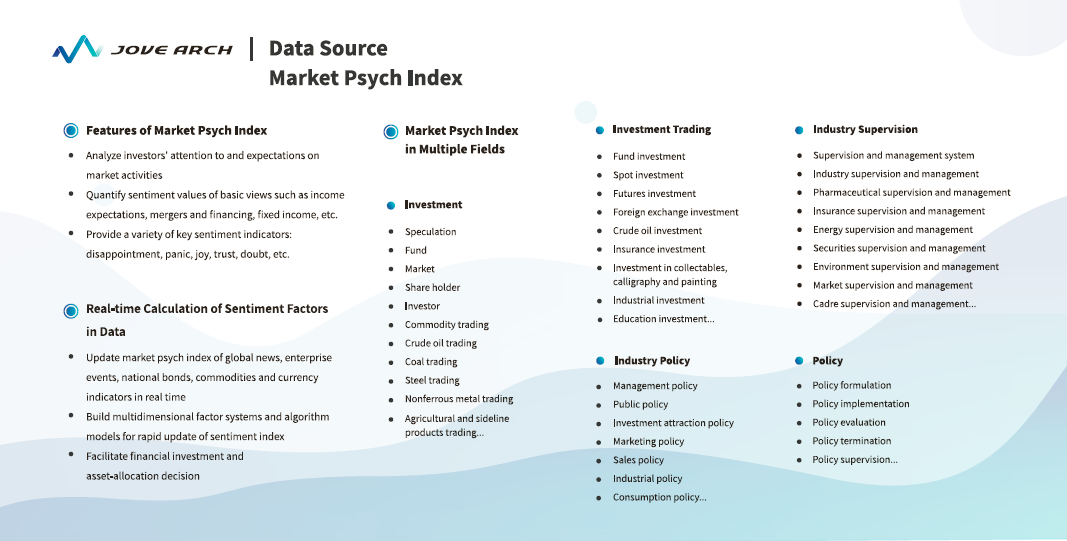 JOVE ARCH
Data Source
Market Psych Index
Features of Market Psych Index
Analyze investors' attention to and expectations on
market activities
Quantify sentiment values of basic views such as income
expectations, mergers and financing, fixed income, etc.
Provide a variety of key sentiment indicators:
disappointment, panic, joy, trust, doubt, etc.
Real-time Calculation of Sentiment Factors
in Data
Update market psych index of global news, enterprise
events, national bonds, commodities and currency
indicators in real time
Build multidimensional factor systems and algorithm
models for rapid update of sentiment index
Facilitate financial investment and
asset-allocation decision
Market Psych Index
in Multiple Fields
Investment
Speculation
Fund
Market
Share holder
Investor
Commodity trading
Crude oil trading
Coal trading
Steel trading
Nonferrous metal trading
Agricultural and sideline
products trading...
Investment Trading
Fund investment
Spot investment
Futures investment
Foreign exchange investment
Crude oil investment
Insurance investment
Investment in collectables,
calligraphy and painting
Industrial investment
Education investment...
Industry Policy
Management policy
Public policy
Investment attraction policy
Marketing policy
Sales policy
Industrial policy
Consumption policy...
Industry Supervision
Supervision and management system
Industry supervision and management
Pharmaceutical supervision and management
Insurance supervision and management
Energy supervision and management
Securities supervision and management
Environment supervision and management
Market supervision and management
Cadre supervision and management...
Policy
Policy formulation
Policy implementation
Policy evaluation
Policy termination
Policy supervision...